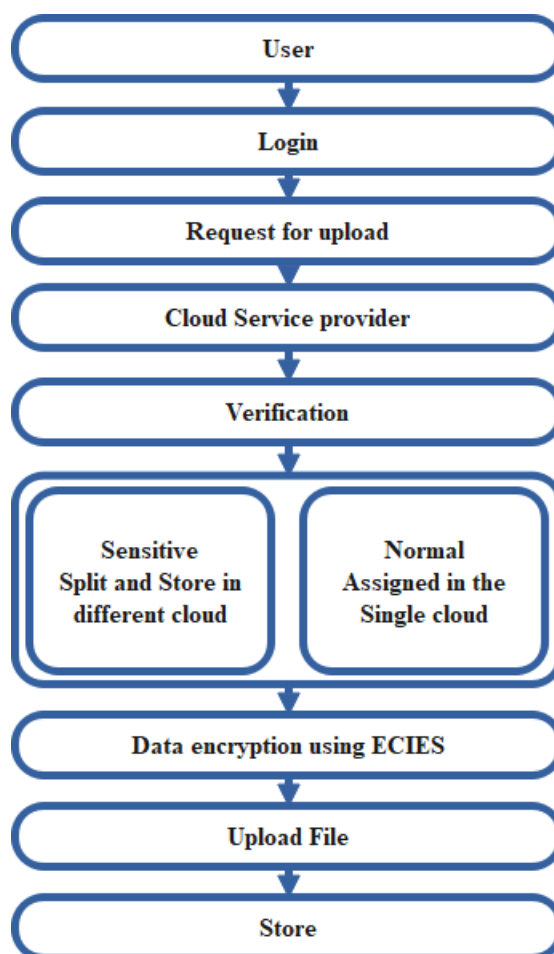 User
Login
Request for upload
Cloud Service provider
Verification
Sensitive
Split and Store in
different cloud
Normal
Assigned in the
Single cloud
Data encryption using ECIES
Upload File
Store